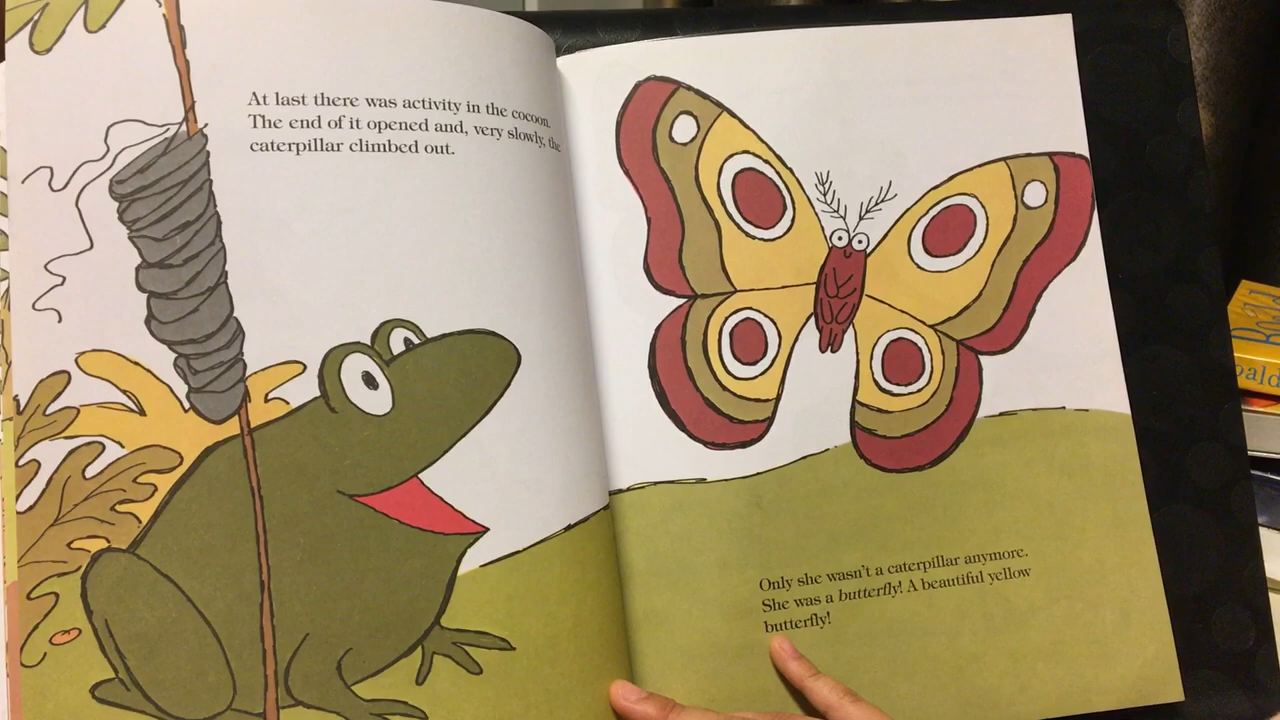 At last there was activity in the cocoon.
The end of it opened and, very slowly, the
caterpillar climbed out.
Only she wasn't a caterpillar anymore.
She was a butterfly! A beautiful yellow
butterfly!